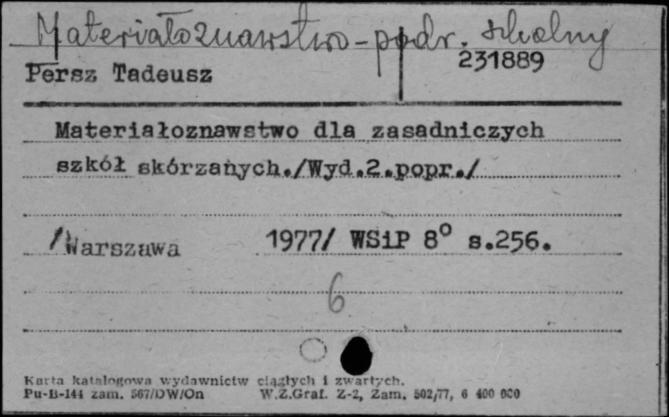 Materiałoznawstwo - podr. szkolny
231889
Persz Tadeusz
Materiałoznawstwo dla zasadniczych
szkół skórzanych./Wyd.2.popr./
/Warszawa 1977/ WSiP 8° s.256.
6
Karta katalogowa wydawnictw ciągłych i zwartych.
Pu-B-144 zam. 567/DW/On W.Z.Graf. Z-2, Zam. 502/77, 6 400 000